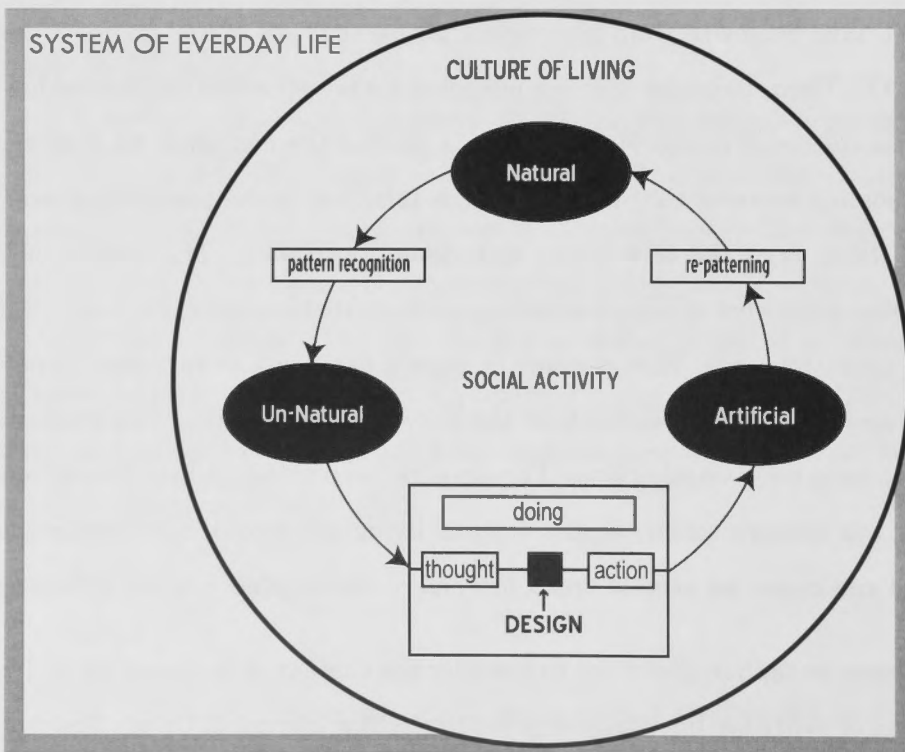 SYSTEM OF EVERDAY LIFE
CULTURE OF LIVING
Natural
pattern recognition
re-patterning
SOCIAL ACTIVITY
Un-Natural
Artificial
doing
thought
action
DESIGN